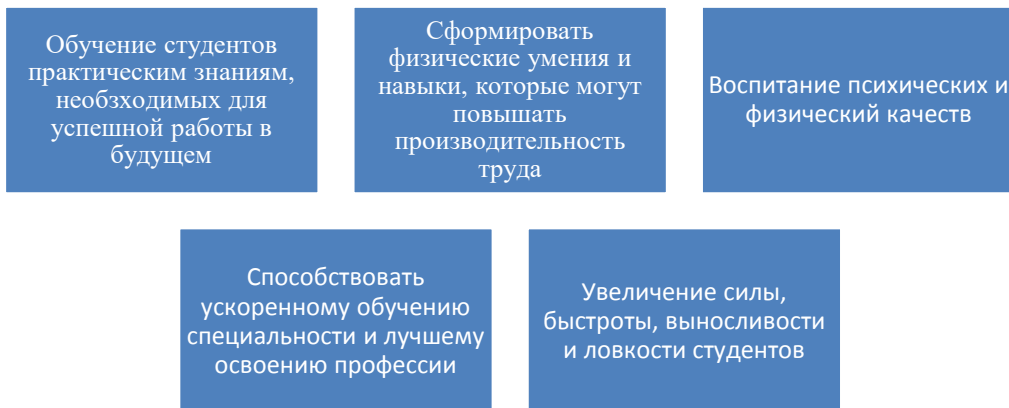 Обучение студентов
практическим знаниям,
необзходимых для
успешной работы в
будущем
Сформировать
физические умения и
навыки, которые могут
повышать
производительность
труда
Воспитание психических и
физический качеств
Способствовать
ускоренному обучению
специальности и лучшему
освоению профессии
Увеличение силы,
быстроты, выносливости
и ловкости студентов